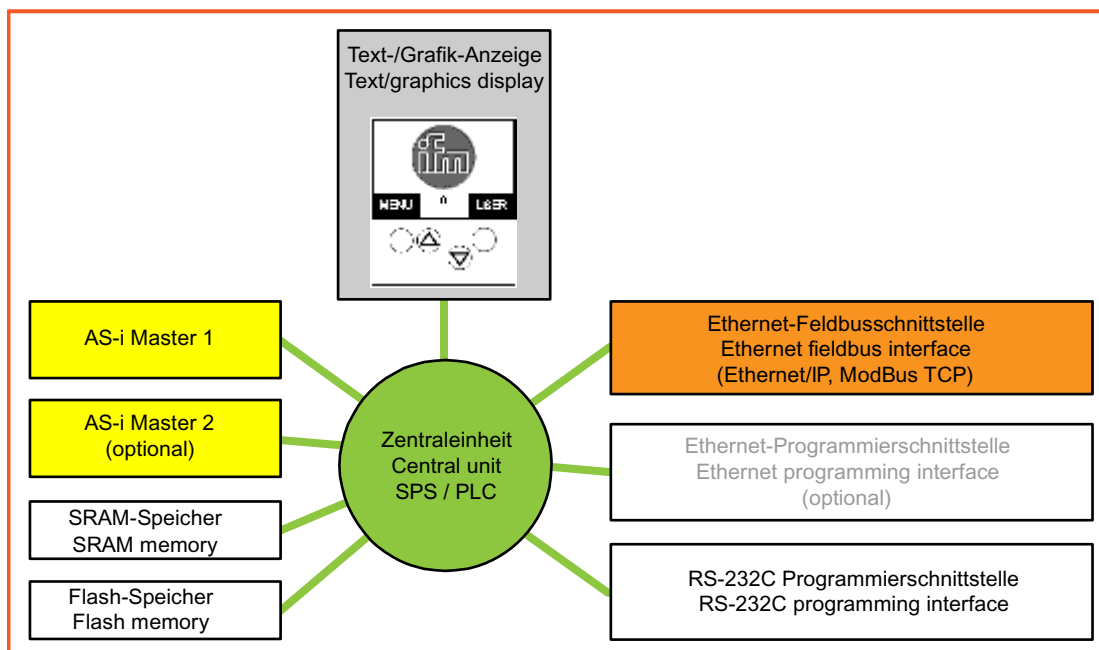 Text-/Grafik-Anzeige
Text/graphics display
ifm
MENU 0 USER
AS-i Master 1
AS-i Master 2
(optional)
SRAM-Speicher
SRAM memory
Flash-Speicher
Flash memory
Zentraleinheit
Central unit
SPS / PLC
Ethernet-Feldbusschnittstelle
Ethernet fieldbus interface
(Ethernet/IP, ModBus TCP)
Ethernet-Programmierschnittstelle
Ethernet programming interface
(optional)
RS-232C Programmierschnittstelle
RS-232C programming interface